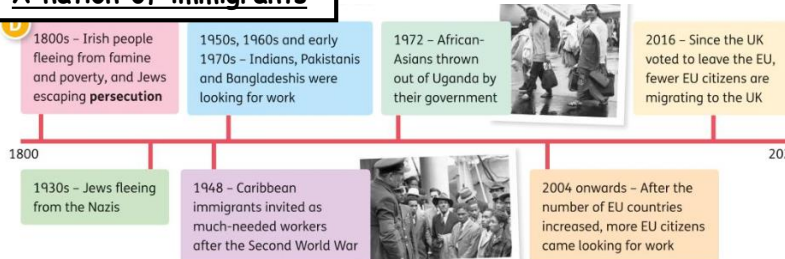 A nation of immigrants
D
1800s – Irish people
fleeing from famine
and poverty, and Jews
escaping persecution
1950s, 1960s and early
1970s – Indians, Pakistanis
and Bangladeshis were
looking for work
1972 – African-
Asians thrown
out of Uganda by
their government
2016 – Since the UK
voted to leave the EU,
fewer EU citizens are
migrating to the UK
1800
1930s – Jews fleeing
from the Nazis
1948 – Caribbean
immigrants invited as
much-needed workers
after the Second World War
2004 onwards – After the
number of EU countries
increased, more EU citizens
came looking for work